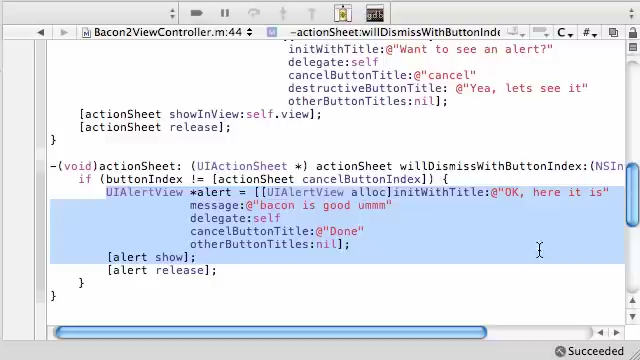 gdb
Bacon2ViewController.m:44
-actionSheet:willDismissWithButtonInde
C
#
initWithTitle:@"Want to see an alert?"
delegate:self
cancelButtonTitle:@"cancel"
destructiveButtonTitle: @"Yea, lets see it"
otherButtonTitles:nil];
[actionSheet showInView:self.view];
[actionSheet release];
}
-(void)actionSheet: (UIActionSheet *) actionSheet willDismissWithButtonIndex:(NSIn
if (buttonIndex != [actionSheet cancelButtonIndex]) {
UIAlertView *alert = [[UIAlertView alloc]initWithTitle:@"OK, here it is"
message:@"bacon is good ummm"
delegate:self
cancelButtonTitle:@"Done"
otherButtonTitles:nil];
[alert show];
[alert release];
}
}
Succeeded